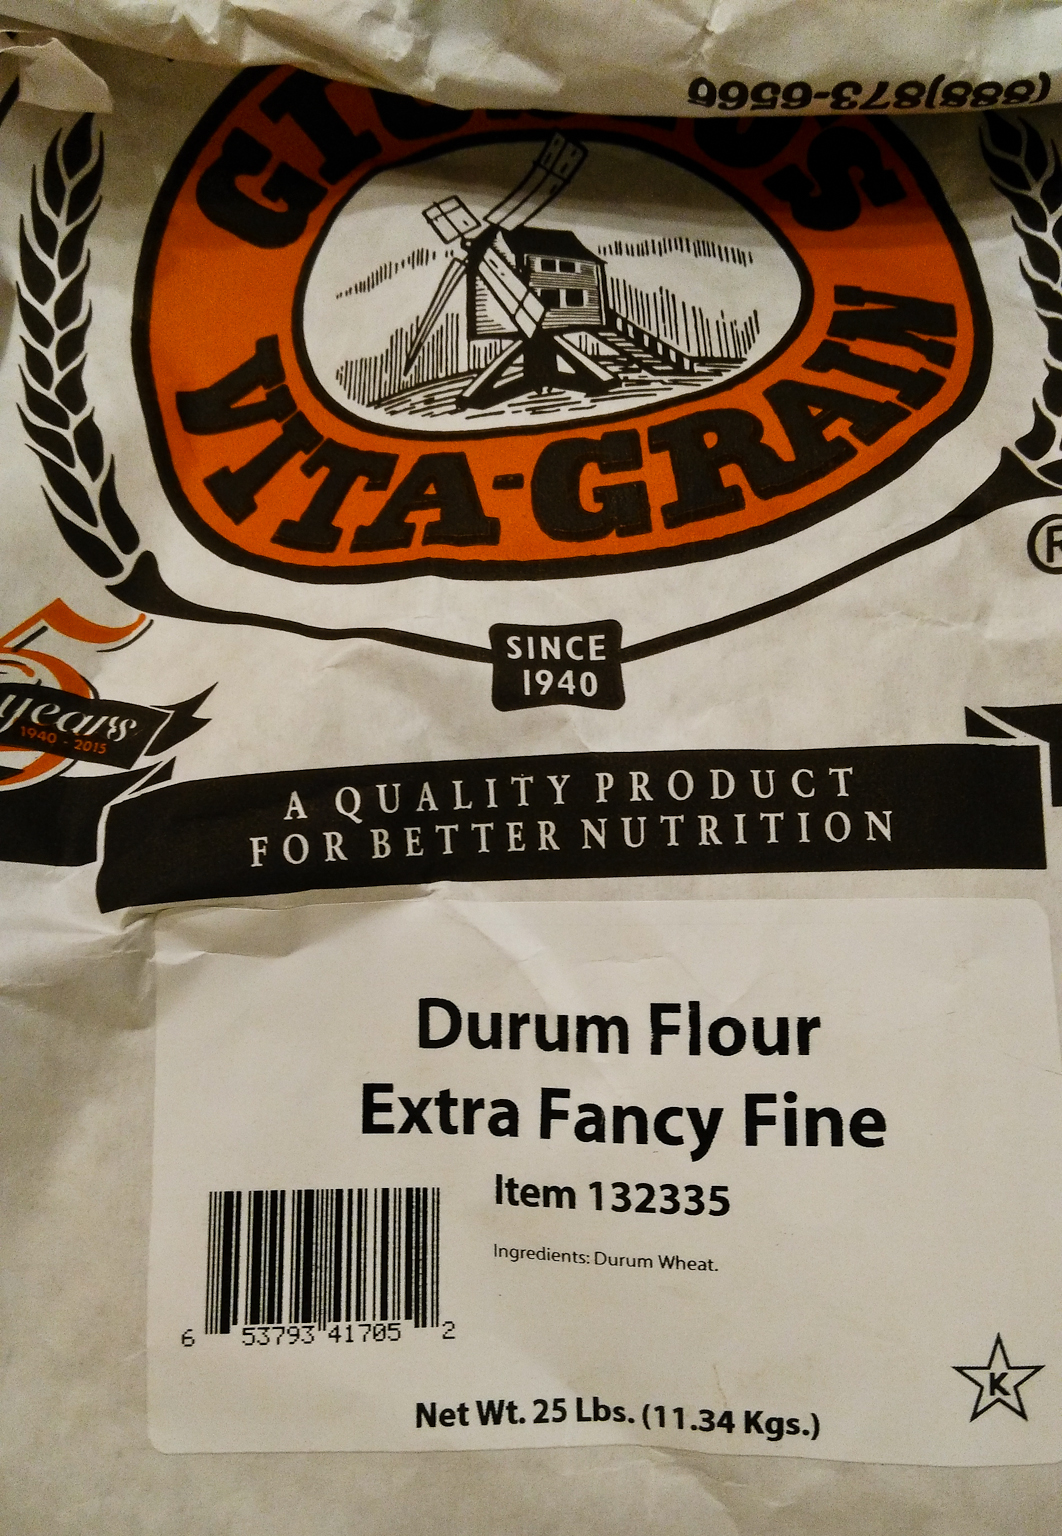 (888)873-6566
VITA-GRAIN
SINCE
1940
years
1940 - 2015
A QUALITY PRODUCT
FOR BETTER NUTRITION
®
Durum Flour
Extra Fancy Fine
Item 132335
Ingredients: Durum Wheat.
6 53793 41705 2
K
Net Wt. 25 Lbs. (11.34 Kgs.)